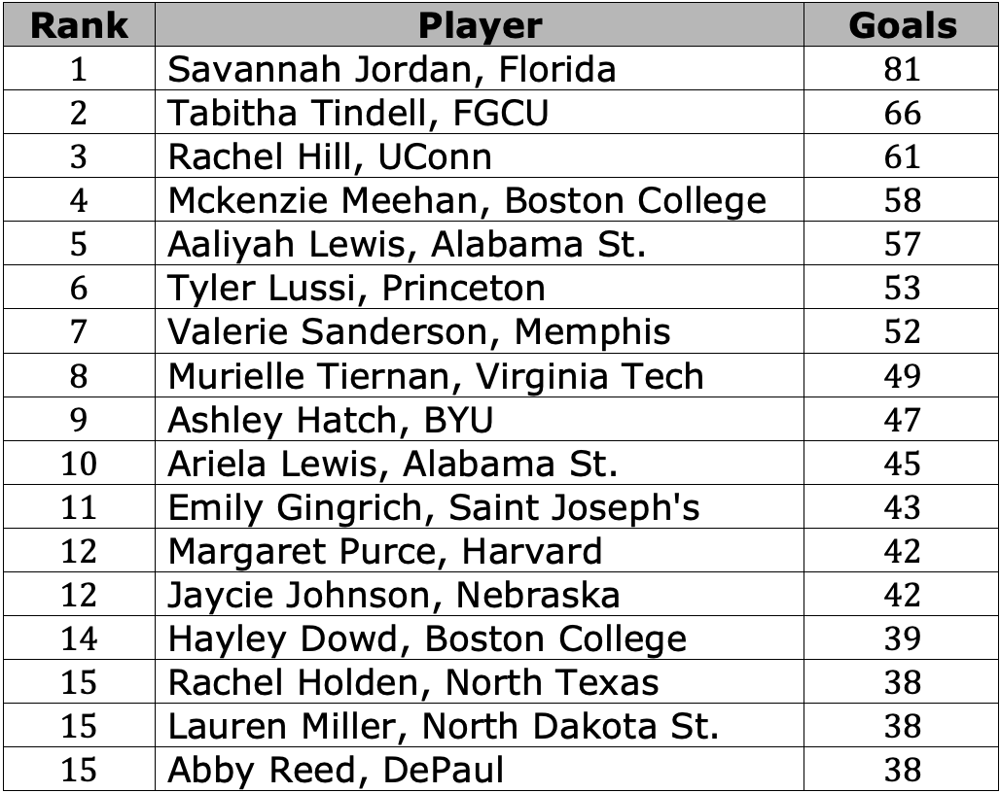 Rank Player Goals
1 Savannah Jordan, Florida 81
2 Tabitha Tindell, FGCU 66
3 Rachel Hill, UConn 61
4 Mckenzie Meehan, Boston College 58
5 Aaliyah Lewis, Alabama St. 57
6 Tyler Lussi, Princeton 53
7 Valerie Sanderson, Memphis 52
8 Murielle Tiernan, Virginia Tech 49
9 Ashley Hatch, BYU 47
10 Ariela Lewis, Alabama St. 45
11 Emily Gingrich, Saint Joseph's 43
12 Margaret Purce, Harvard 42
12 Jaycie Johnson, Nebraska 42
14 Hayley Dowd, Boston College 39
15 Rachel Holden, North Texas 38
15 Lauren Miller, North Dakota St. 38
15 Abby Reed, DePaul 38